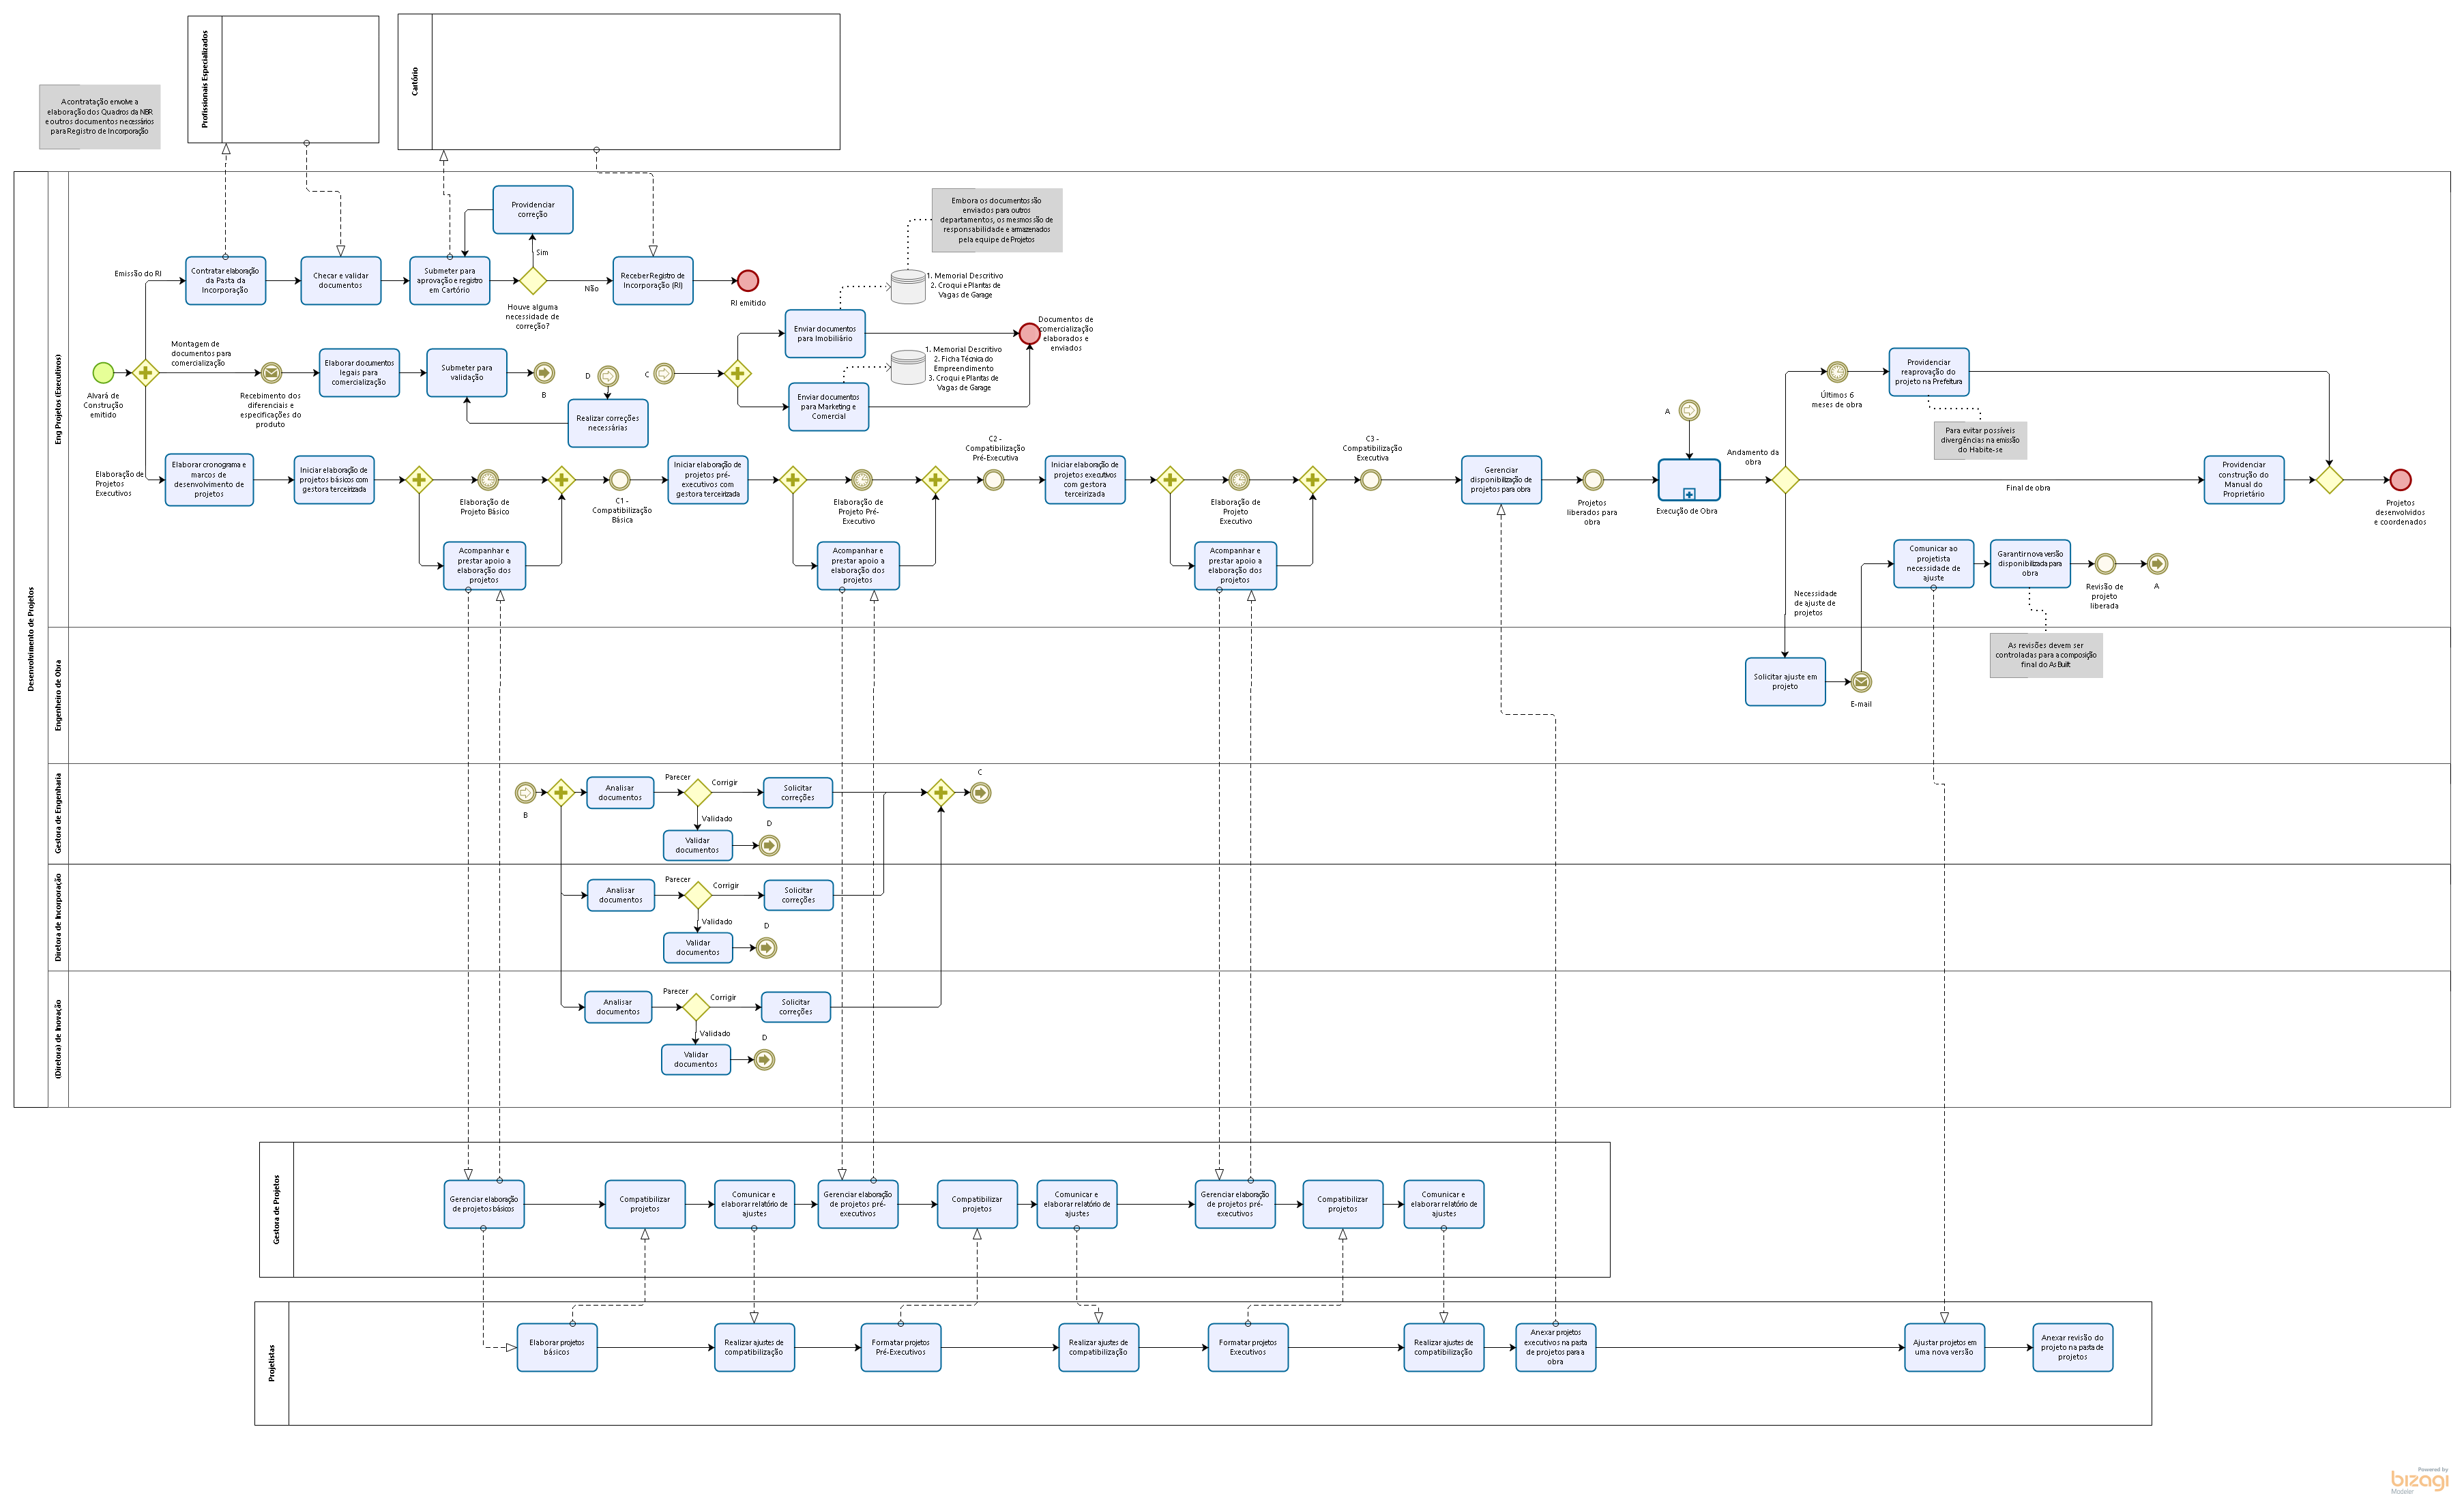 Profissionais Especializados
Cartório
A contratação envolve a
elaboração dos Quadros da NBR
e outros documentos necessários
para Registro de Incorporação
Desenvolvimento de Projetos
Eng Projetos (Executivos)
Providenciar
correção
Sim
Emissão do RI
Contratar elaboração
da Pasta da
Incorporação
Checar e validar
documentos
Submeter para
aprovação e registro
em Cartório
Houve alguma
necessidade de
correção?
Não
Receber Registro de
Incorporação (RI)
RI emitido
Embora os documentos são
enviados para outros
departamentos, os mesmo são de
responsabilidade e armazenados
pela equipe de Projetos
1. Memorial Descritivo
2. Croqui e Plantas de
Vagas de Garage
Alvará de
Construção
emitido
Montagem de
documentos para
comercialização
Recebimento dos
diferenciais e
especificações do
produto
Elaborar documentos
legais para
comercialização
Submeter para
validação
B
D
Realizar correções
necessárias
C
Enviar documentos
para Imobiliário
Enviar documentos
para Marketing e
Comercial
1. Memorial Descritivo
2. Ficha Técnica do
Empreendimento
3. Croqui e Plantas de
Vagas de Garage
Documentos de
comercialização
elaborados e
enviados
Elaboração de
Projetos
Executivos
Elaborar cronograma e
marcos de
desenvolvimento de
projetos
Iniciar elaboração de
projetos básicos com
gestora terceirizada
Elaboração de
Projeto Básico
Acompanhar e
prestar apoio a
elaboração dos
projetos
C1 -
Compatibilização
Básica
Iniciar elaboração de
projetos pré-
executivos com
gestora terceirizada
Elaboração de
Projeto Pré-
Executivo
Acompanhar e
prestar apoio a
elaboração dos
projetos
C2 -
Compatibilização
Pré-Executiva
Iniciar elaboração de
projetos executivos
com gestora
terceirizada
Elaboração de
Projeto
Executivo
Acompanhar e
prestar apoio a
elaboração dos
projetos
C3 -
Compatibilização
Executiva
Gerenciar
disponibilização de
projetos para obra
Projetos
liberados para
obra
A
Execução de Obra
Andamento da
obra
Últimos 6
meses de obra
Providenciar
reaprovação do
projeto na Prefeitura
Para evitar possíveis
divergências na emissão
do Habite-se
Final de obra
Providenciar
construção do
Manual do
Proprietário
Projetos
desenvolvidos
e coordenados
Necessidade
de ajuste de
projetos
Comunicar ao
projetista
necessidade de
ajuste
Garantir nova versão
disponibilizada para
obra
Revisão de
projeto
liberada
A
As revisões devem ser
controladas para a composição
final do As Built
Engenheiro de Obra
Solicitar ajuste em
projeto
E-mail
Gestora de Engenharia
B
Analisar
documentos
Parecer
Corrigir
Solicitar
correções
Validado
Validar
documentos
D
C
Diretora de Incorporação
Analisar
documentos
Parecer
Corrigir
Solicitar
correções
Validado
Validar
documentos
D
(Diretora) de Inovação
Analisar
documentos
Parecer
Corrigir
Solicitar
correções
Validado
Validar
documentos
D
Gestora de Projetos
Gerenciar elaboração
de projetos básicos
Compatibilizar
projetos
Comunicar e
elaborar relatório de
ajustes
Gerenciar elaboração
de projetos pré-
executivos
Compatibilizar
projetos
Comunicar e
elaborar relatório de
ajustes
Gerenciar elaboração
de projetos pré-
executivos
Compatibilizar
projetos
Comunicar e
elaborar relatório de
ajustes
Projetistas
Elaborar projetos
básicos
Realizar ajustes de
compatibilização
Formatar projetos
Pré-Executivos
Realizar ajustes de
compatibilização
Formatar projetos
Executivos
Realizar ajustes de
compatibilização
Anexar projetos
executivos na pasta
de projetos para a
obra
Ajustar projetos em
uma nova versão
Anexar revisão do
projeto na pasta de
projetos
Powered by
bizagi
Modeler